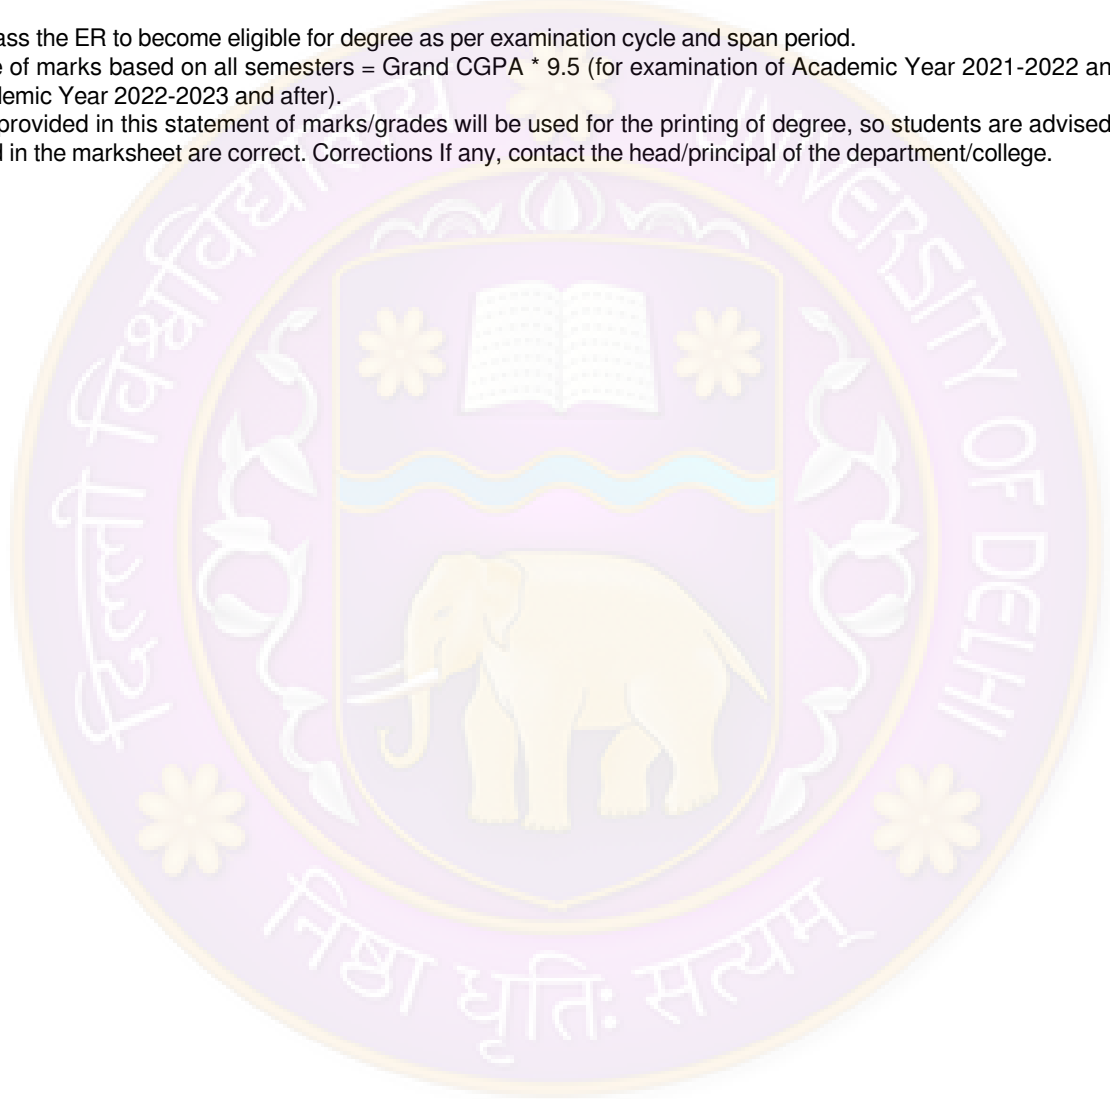 ass the ER to become eligible for degree as per examination cycle and span period.
e of marks based on all semesters = Grand CGPA * 9.5 (for examination of Academic Year 2021-2022 an
lemic Year 2022-2023 and after).
provided in this statement of marks/grades will be used for the printing of degree, so students are advised
d in the marksheet are correct. Corrections If any, contact the head/principal of the department/college.
दिल्ली विश्वविद्यालय
UNIVERSITY OF DELHI
निष्ठा धृतिः सत्यम्